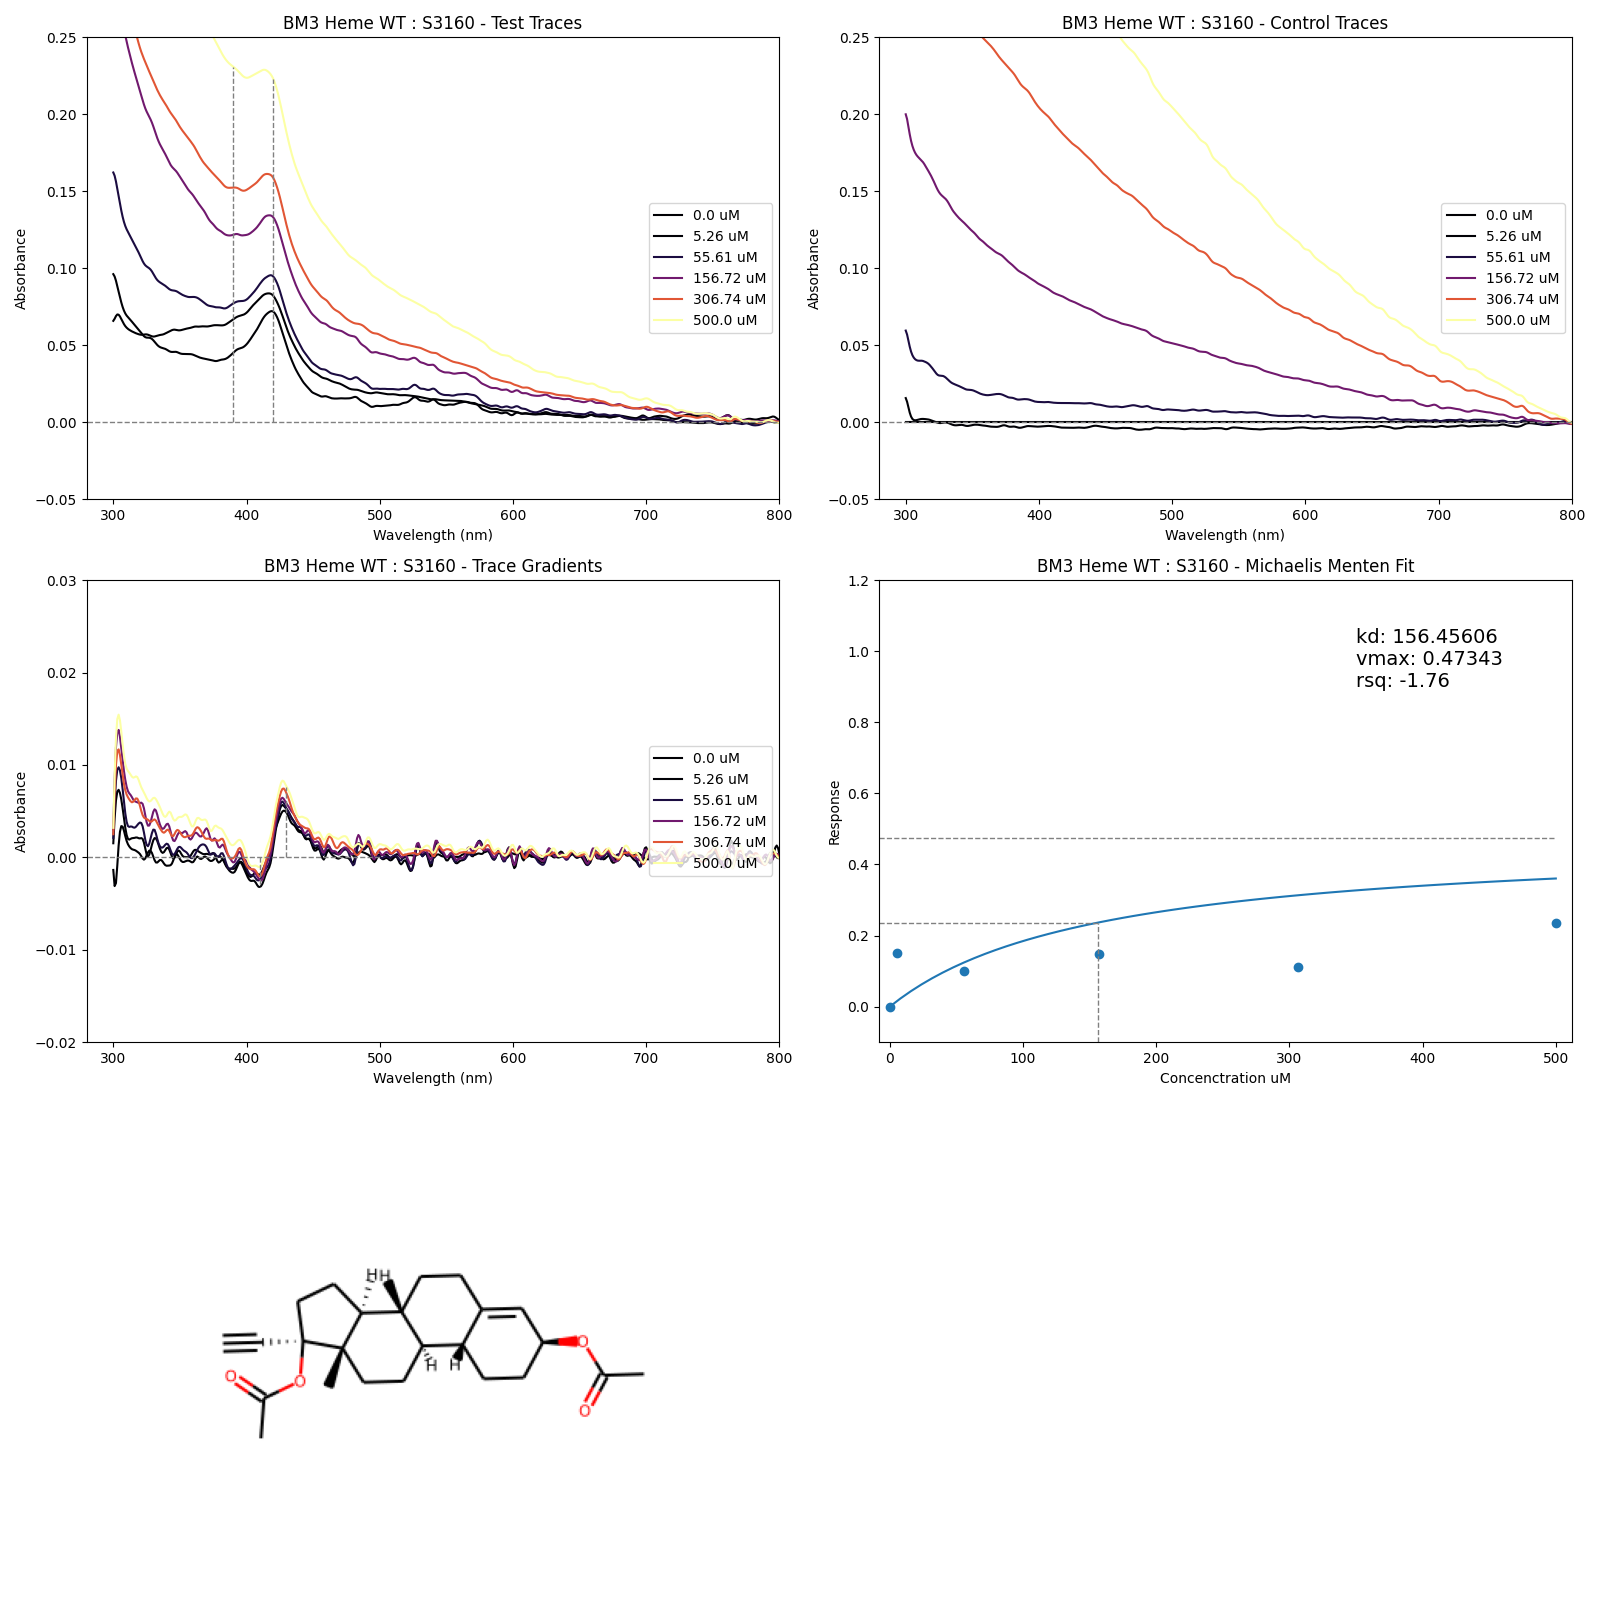 BM3 Heme WT : S3160 - Test Traces
0.25
0.20
0.15
0.10
0.05
0.00
−0.05
Absorbance
300
400
500
600
700
800
Wavelength (nm)
0.0 uM
5.26 uM
55.61 uM
156.72 uM
306.74 uM
500.0 uM
BM3 Heme WT : S3160 - Control Traces
0.25
0.20
0.15
0.10
0.05
0.00
−0.05
Absorbance
300
400
500
600
700
800
Wavelength (nm)
0.0 uM
5.26 uM
55.61 uM
156.72 uM
306.74 uM
500.0 uM
BM3 Heme WT : S3160 - Trace Gradients
0.03
0.02
0.01
0.00
−0.01
−0.02
Absorbance
300
400
500
600
700
800
Wavelength (nm)
0.0 uM
5.26 uM
55.61 uM
156.72 uM
306.74 uM
500.0 uM
BM3 Heme WT : S3160 - Michaelis Menten Fit
1.2
1.0
0.8
0.6
0.4
0.2
0.0
Response
kd: 156.45606
vmax: 0.47343
rsq: -1.76
0
100
200
300
400
500
Concenctration uM
H H
O
H H
O
O
O